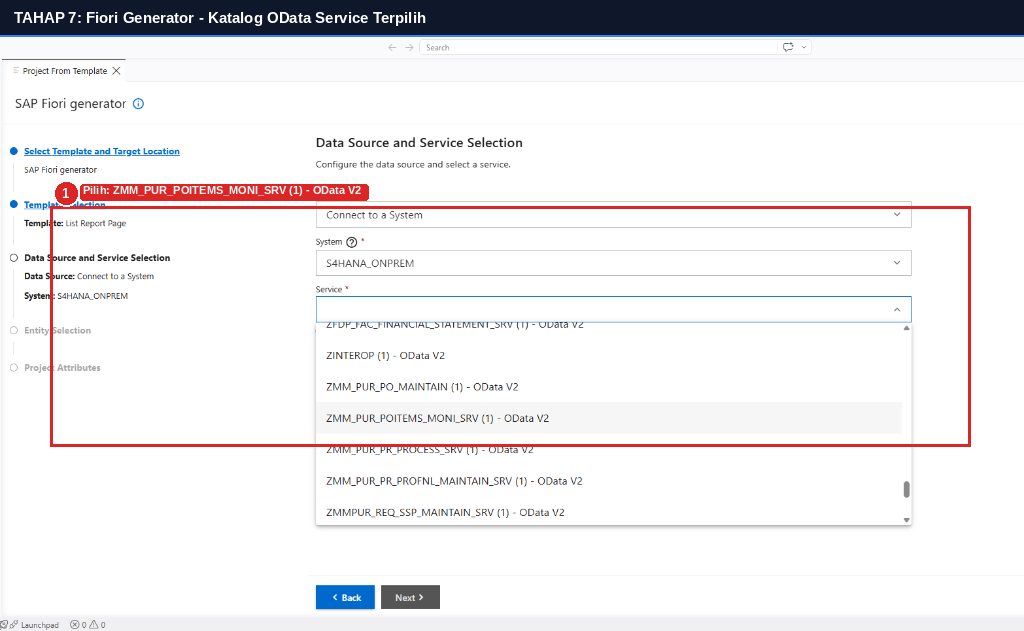 TAHAP 7: Fiori Generator - Katalog OData Service Terpilih
Search
Project From Template
SAP Fiori generator
Select Template and Target Location
SAP Fiori generator
1
Pilih: ZMM_PUR_POITEMS_MONI_SRV (1) - OData V2
Template Selection
Template: List Report Page
Data Source and Service Selection
Data Source: Connect to a System
System: S4HANA_ONPREM
Entity Selection
Project Attributes
Data Source and Service Selection
Configure the data source and select a service.
Connect to a System
System *
S4HANA_ONPREM
Service *
ZFDP_FAC_FINANCIAL_STATEMENT_SRV (1) - OData V2
ZINTEROP (1) - OData V2
ZMM_PUR_PO_MAINTAIN (1) - OData V2
ZMM_PUR_POITEMS_MONI_SRV (1) - OData V2
ZMM_PUR_PR_PROCESS_SRV (1) - OData V2
ZMM_PUR_PR_PROFNL_MAINTAIN_SRV (1) - OData V2
ZMMPUR_REQ_SSP_MAINTAIN_SRV (1) - OData V2
Back
Next
Launchpad
0
0